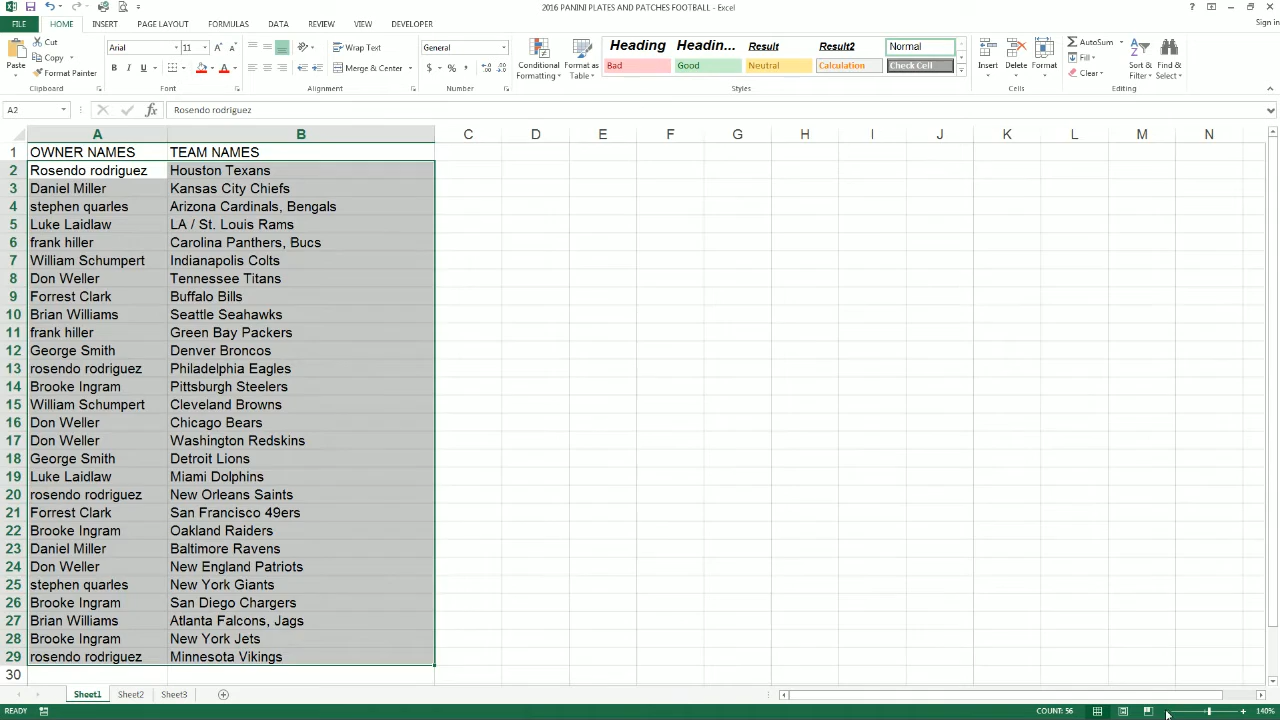 2016 PANINI PLATES AND PATCHES FOOTBALL - Excel
Sign in
FILE HOME INSERT PAGE LAYOUT FORMULAS DATA REVIEW VIEW DEVELOPER
Paste Cut Copy Format Painter Clipboard
Arial 11 B I U A A Font
Wrap Text Merge & Center Alignment
General $ % , Number
Conditional Formatting Format as Table
Heading Headin... Result Result2 Normal
Bad Good Neutral Calculation Check Cell
Styles
Insert Delete Format Cells
AutoSum Fill Clear Sort & Filter Find & Select Editing
A2 fx Rosendo rodriguez
A B C D E F G H I J K L M N
1 OWNER NAMES TEAM NAMES
2 Rosendo rodriguez Houston Texans
3 Daniel Miller Kansas City Chiefs
4 stephen quarles Arizona Cardinals, Bengals
5 Luke Laidlaw LA / St. Louis Rams
6 frank hiller Carolina Panthers, Bucs
7 William Schumpert Indianapolis Colts
8 Don Weller Tennessee Titans
9 Forrest Clark Buffalo Bills
10 Brian Williams Seattle Seahawks
11 frank hiller Green Bay Packers
12 George Smith Denver Broncos
13 rosendo rodriguez Philadelphia Eagles
14 Brooke Ingram Pittsburgh Steelers
15 William Schumpert Cleveland Browns
16 Don Weller Chicago Bears
17 Don Weller Washington Redskins
18 George Smith Detroit Lions
19 Luke Laidlaw Miami Dolphins
20 rosendo rodriguez New Orleans Saints
21 Forrest Clark San Francisco 49ers
22 Brooke Ingram Oakland Raiders
23 Daniel Miller Baltimore Ravens
24 Don Weller New England Patriots
25 stephen quarles New York Giants
26 Brooke Ingram San Diego Chargers
27 Brian Williams Atlanta Falcons, Jags
28 Brooke Ingram New York Jets
29 rosendo rodriguez Minnesota Vikings
30
Sheet1 Sheet2 Sheet3
READY COUNT: 56 140%